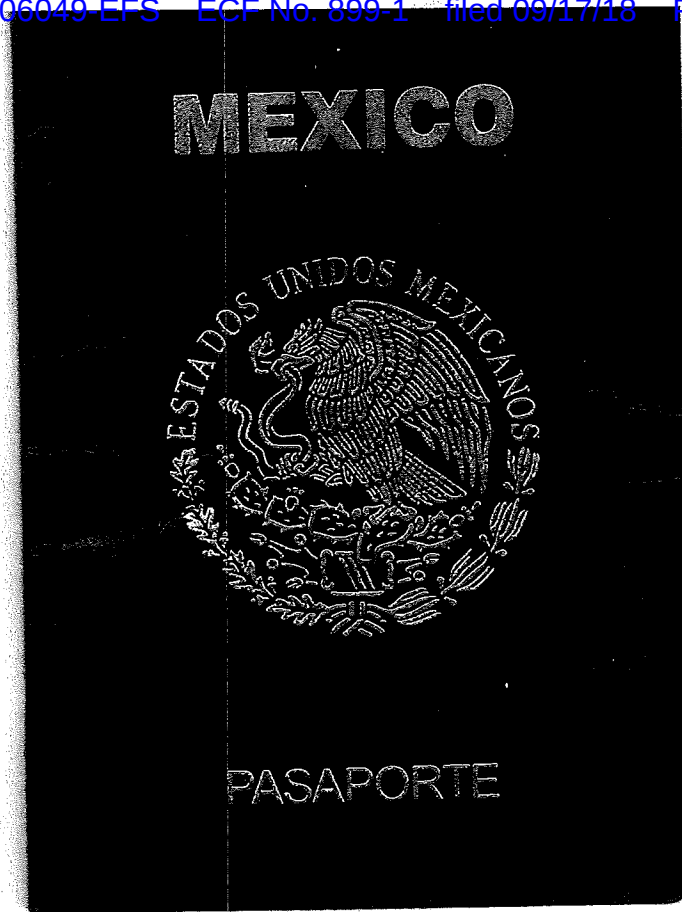 06049-EFS ECF No. 899-1 filed 09/17/18
MEXICO
ESTADOS UNIDOS MEXICANOS
PASAPORTE